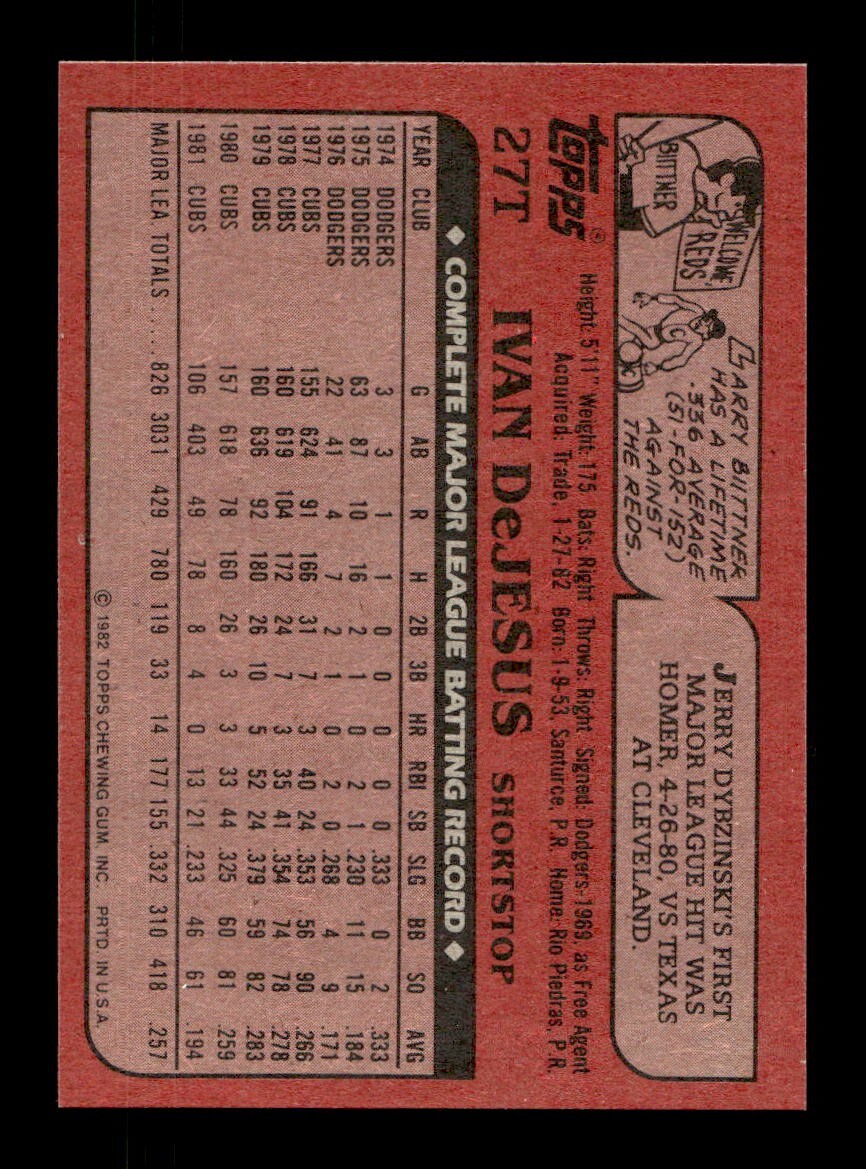 BIITTNER
WELCOME,
REDS
LARRY BIITTNER
HAS A LIFETIME
.336 AVERAGE
(51-FOR-152)
AGAINST
THE REDS.
JERRY DYBZINSKI'S FIRST
MAJOR LEAGUE HIT WAS
HOMER, 4-26-80, VS TEXAS
AT CLEVELAND.
TOPPS®
Height: 5'11" Weight: 175 Bats: Right Throws: Right Signed: Dodgers-1969, as Free Agent
Acquired: Trade, 1-27-82 Born: 1-9-53, Santurce, P.R. Home: Rio Piedras, P.R.
27T IVAN DeJESUS SHORTSTOP
◆ COMPLETE MAJOR LEAGUE BATTING RECORD ◆
YEAR CLUB G AB R H 2B 3B HR RBI SB SLG BB SO AVG
1974 DODGERS 3 3 1 1 0 0 0 0 0 .333 0 2 .333
1975 DODGERS 63 87 10 16 2 1 0 2 1 .230 11 15 .184
1976 DODGERS 22 41 4 7 2 1 0 2 0 .268 4 9 .171
1977 CUBS 155 624 91 166 31 7 3 40 24 .353 56 90 .266
1978 CUBS 160 619 104 172 24 7 3 35 41 .354 74 78 .278
1979 CUBS 160 636 92 180 26 10 5 52 24 .379 59 82 .283
1980 CUBS 157 618 78 160 26 3 3 33 44 .325 60 81 .259
1981 CUBS 106 403 49 78 8 4 0 13 21 .233 46 61 .194
MAJOR LEA TOTALS..... 826 3031 429 780 119 33 14 177 155 .332 310 418 .257
© 1982 TOPPS CHEWING GUM, INC. PRTD. IN U.S.A.